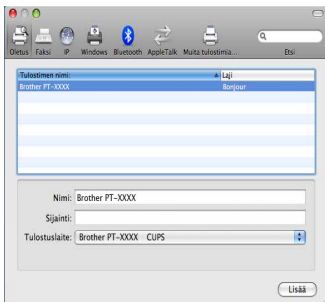 Oletus Faksi IP Windows Bluetooth AppleTalk Muita tulostimia... Etsi
Tulostimen nimi: Laji
Brother PT-XXXX Bonjour
Nimi: Brother PT-XXXX
Sijainti:
Tulostuslaite: Brother PT-XXXX CUPS
Lisää